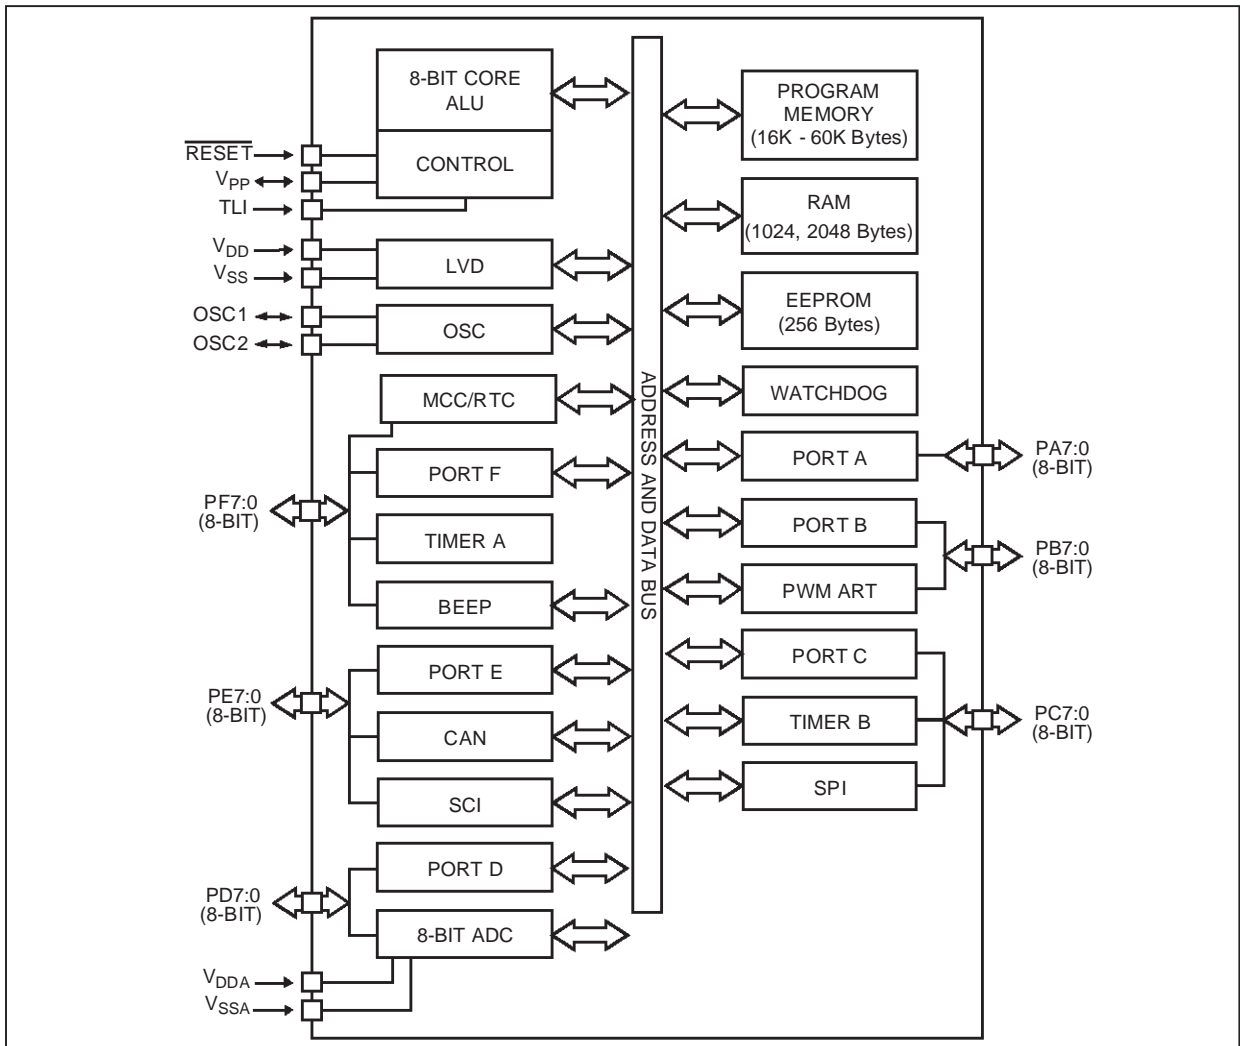 8-BIT CORE
ALU
CONTROL
RESET
VPP
TLI
VDD
VSS
LVD
OSC1
OSC2
OSC
MCC/RTC
PORT F
PF7:0
(8-BIT)
TIMER A
BEEP
PORT E
PE7:0
(8-BIT)
CAN
SCI
PORT D
PD7:0
(8-BIT)
8-BIT ADC
VDDA
VSSA
ADDRESS AND DATA BUS
PROGRAM
MEMORY
(16K - 60K Bytes)
RAM
(1024, 2048 Bytes)
EEPROM
(256 Bytes)
WATCHDOG
PORT A
PA7:0
(8-BIT)
PORT B
PB7:0
(8-BIT)
PWM ART
PORT C
TIMER B
PC7:0
(8-BIT)
SPI